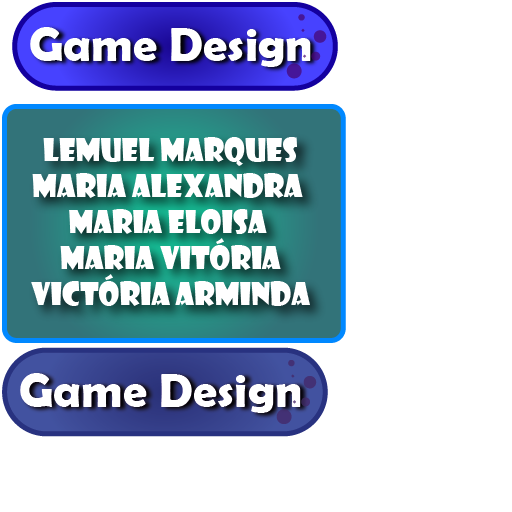 Game Design
LEMUEL MARQUES
MARIA ALEXANDRA
MARIA ELOISA
MARIA VITÓRIA
VICTÓRIA ARMINDA
Game Design